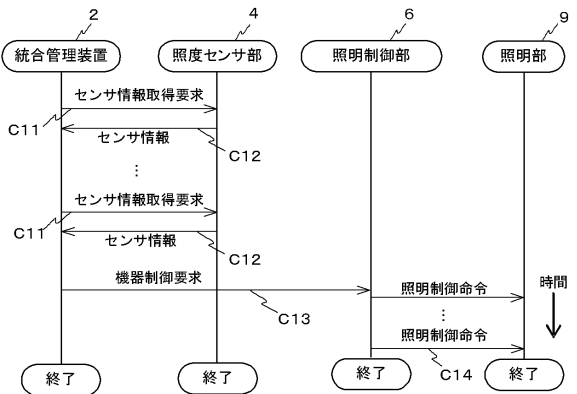 2
4
6
9
統合管理装置
照度センサ部
照明制御部
照明部
センサ情報取得要求
C11
センサ情報
C12
⋮
センサ情報取得要求
C11
センサ情報
C12
機器制御要求
C13
照明制御命令
時間
⋮
照明制御命令
C14
終了
終了
終了
終了